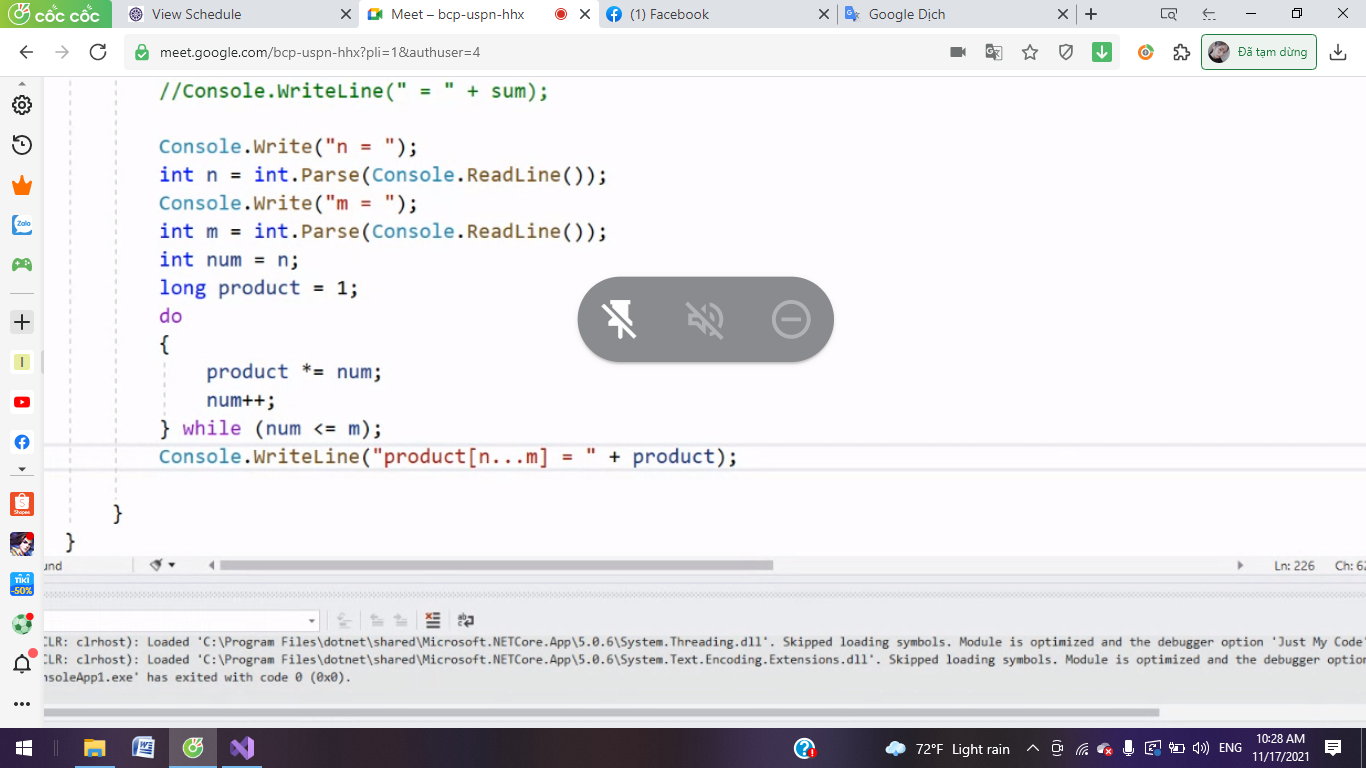 cốc cốc
View Schedule
Meet – bcp-uspn-hhx
(1) Facebook
Google Dịch
meet.google.com/bcp-uspn-hhx?pli=1&authuser=4
Đã tạm dừng
//Console.WriteLine(" = " + sum);
Console.Write("n = ");
int n = int.Parse(Console.ReadLine());
Console.Write("m = ");
int m = int.Parse(Console.ReadLine());
int num = n;
long product = 1;
do
{
product *= num;
num++;
} while (num <= m);
Console.WriteLine("product[n...m] = " + product);
}
}
und
Ln: 226 Ch: 62
CLR: clrhost): Loaded 'C:\Program Files\dotnet\shared\Microsoft.NETCore.App\5.0.6\System.Threading.dll'. Skipped loading symbols. Module is optimized and the debugger option 'Just My Code'
CLR: clrhost): Loaded 'C:\Program Files\dotnet\shared\Microsoft.NETCore.App\5.0.6\System.Text.Encoding.Extensions.dll'. Skipped loading symbols. Module is optimized and the debugger option
nsoleApp1.exe' has exited with code 0 (0x0).
Zalo
I
Shopee
TIKI
-50%
72°F Light rain
ENG
10:28 AM
11/17/2021